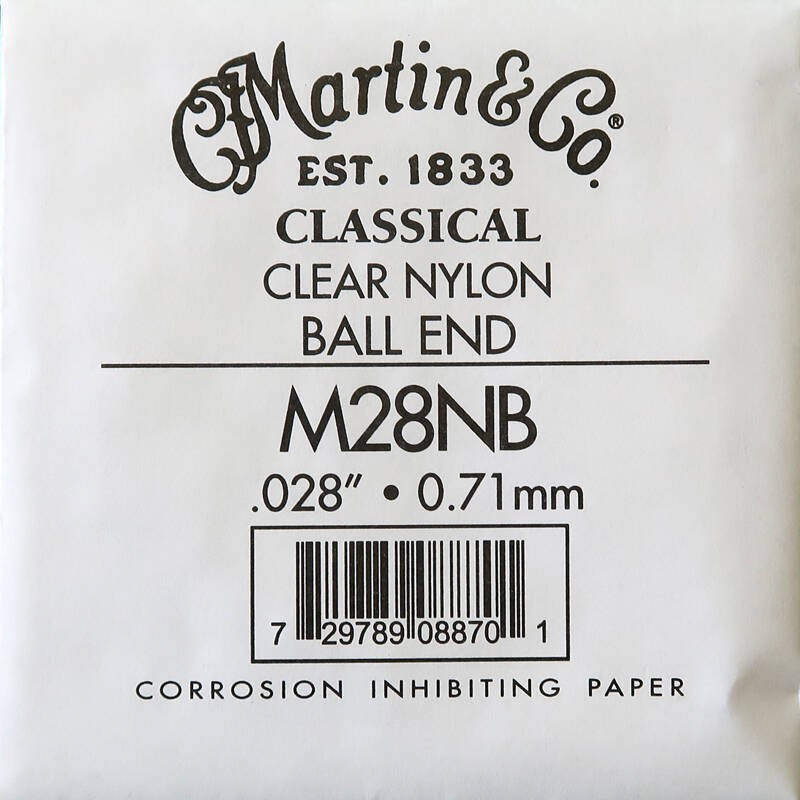 CFMartin & Co.®
EST. 1833
CLASSICAL
CLEAR NYLON
BALL END
M28NB
.028” • 0.71mm
7 29789 08870 1
CORROSION INHIBITING PAPER